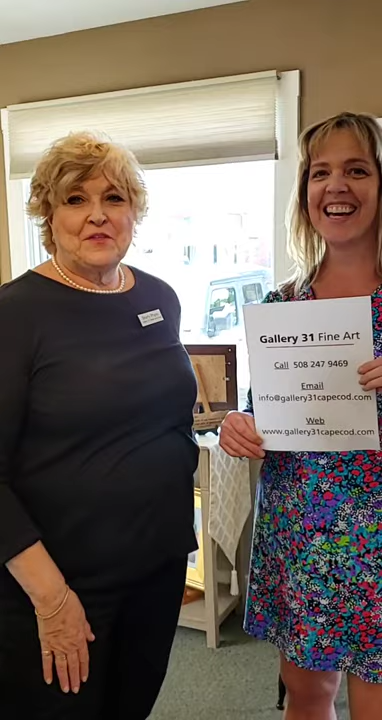 Gallery 31 Fine Art
Call 508 247 9469
Email
info@gallery31capecod.com
Web
www.gallery31capecod.com